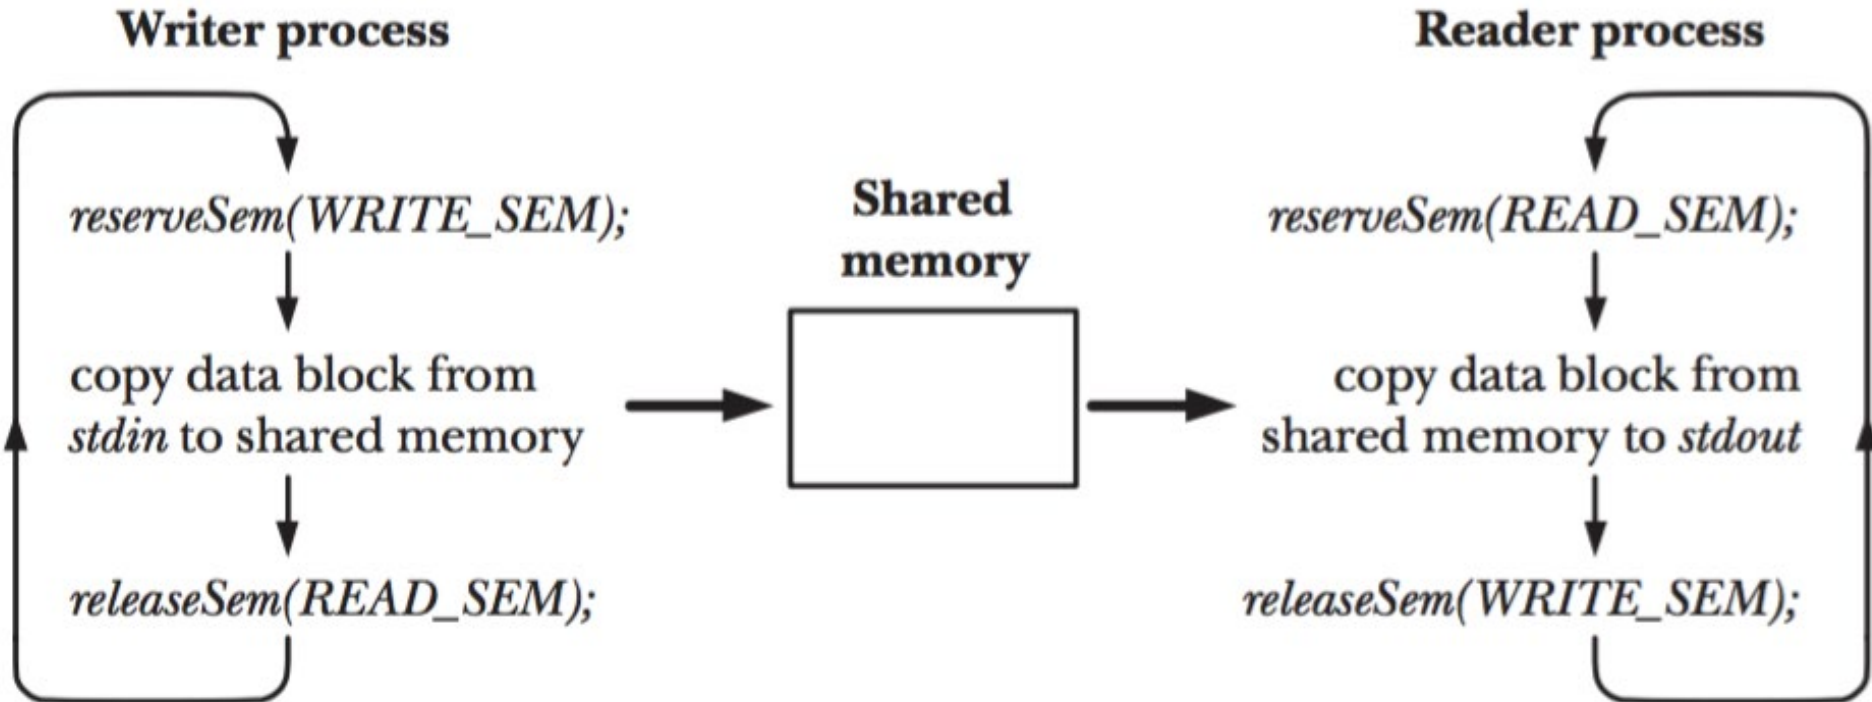 Writer process
reserveSem(WRITE_SEM);
copy data block from
stdin to shared memory
releaseSem(READ_SEM);
Shared
memory
Reader process
reserveSem(READ_SEM);
copy data block from
shared memory to stdout
releaseSem(WRITE_SEM);